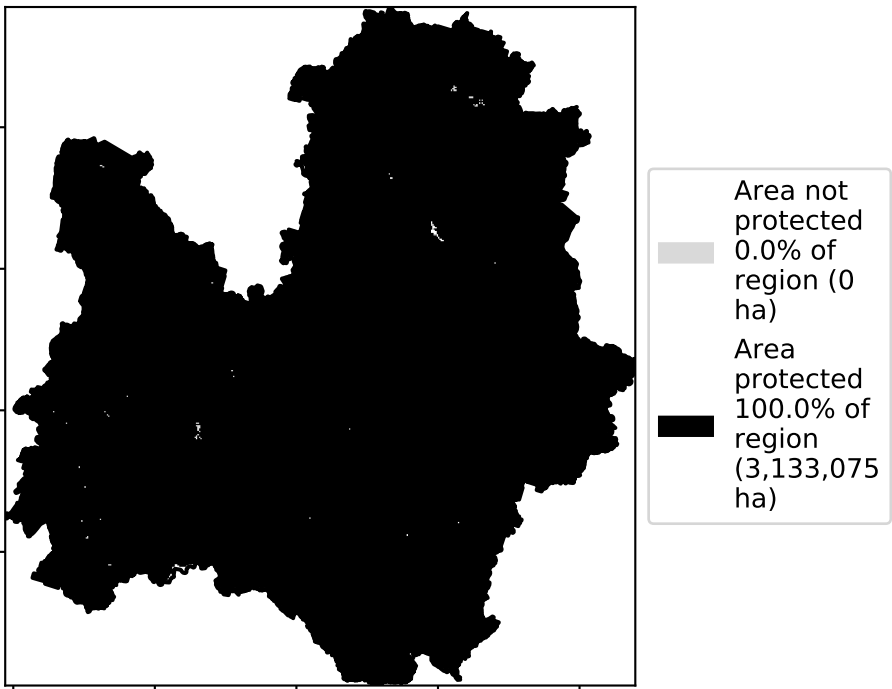 Area not
protected
0.0% of
region (0
ha)
Area
protected
100.0% of
region
(3,133,075
ha)